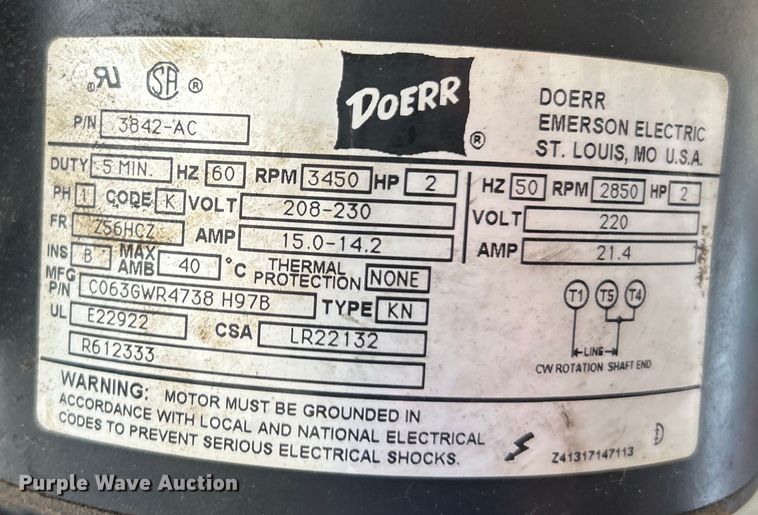 DOERR ®
DOERR
EMERSON ELECTRIC
ST. LOUIS, MO U.S.A.
P/N 3842-AC
DUTY 5 MIN. HZ 60 RPM 3450 HP 2
PH 1 CODE K VOLT 208-230
FR Z56HCZ AMP 15.0-14.2
INS B MAX AMB 40 °C THERMAL PROTECTION NONE
MFG P/N C063GWR4738 H97B TYPE KN
UL E22922 CSA LR22132
R612333
HZ 50 RPM 2850 HP 2
VOLT 220
AMP 21.4
T1 T5 T4
LINE
CW ROTATION SHAFT END
WARNING: MOTOR MUST BE GROUNDED IN
ACCORDANCE WITH LOCAL AND NATIONAL ELECTRICAL
CODES TO PREVENT SERIOUS ELECTRICAL SHOCKS.
Z41317147113
Purple Wave Auction